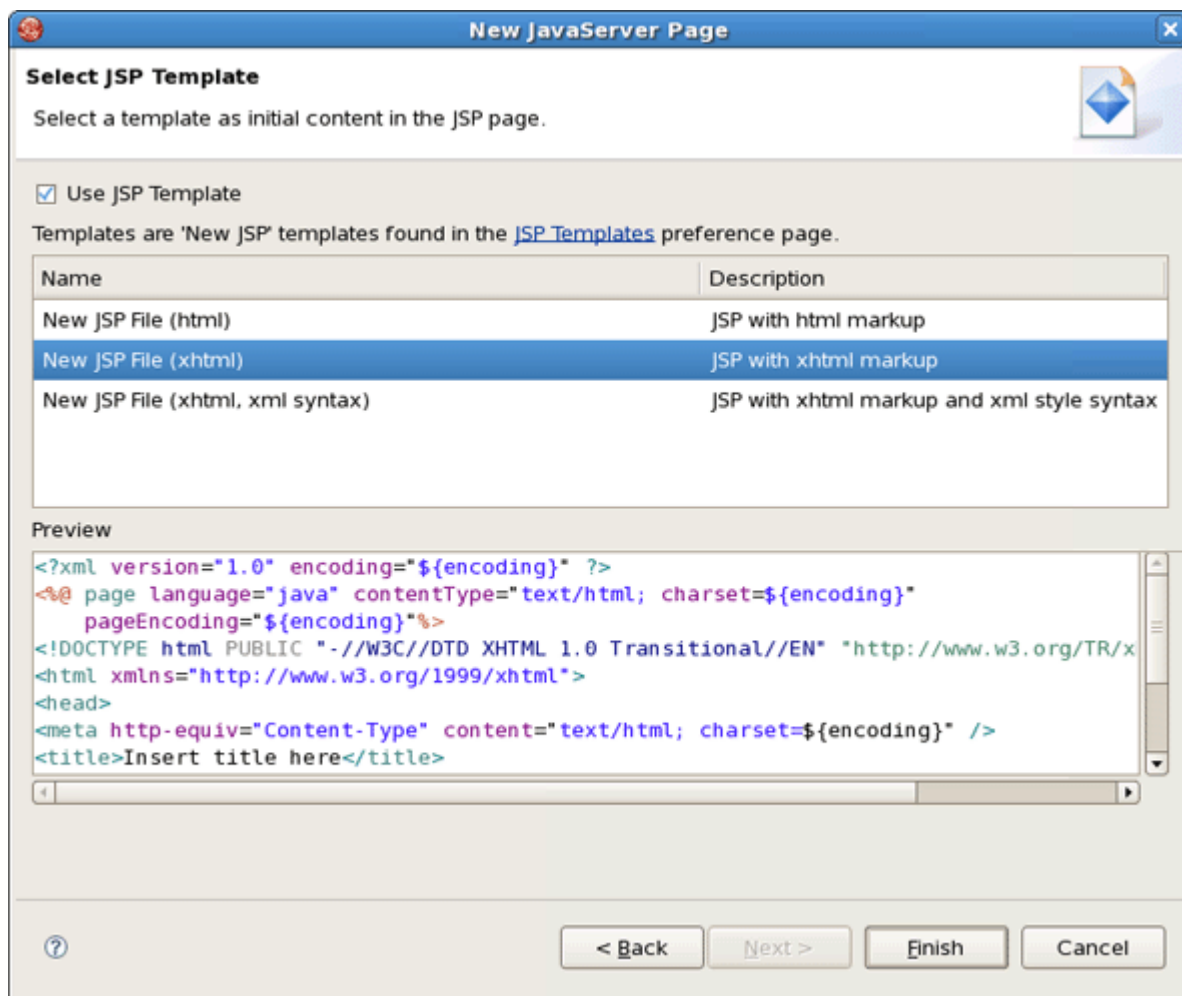 New JavaServer Page
Select JSP Template
Select a template as initial content in the JSP page.
Use JSP Template
Templates are 'New JSP' templates found in the JSP Templates preference page.
Name Description
New JSP File (html) JSP with html markup
New JSP File (xhtml) JSP with xhtml markup
New JSP File (xhtml, xml syntax) JSP with xhtml markup and xml style syntax
Preview
<?xml version="1.0" encoding="${encoding}" ?>
<%@ page language="java" contentType="text/html; charset=${encoding}"
    pageEncoding="${encoding}"%>
<!DOCTYPE html PUBLIC "-//W3C//DTD XHTML 1.0 Transitional//EN" "http://www.w3.org/TR/x
<html xmlns="http://www.w3.org/1999/xhtml">
<head>
<meta http-equiv="Content-Type" content="text/html; charset=${encoding}" />
<title>Insert title here</title>
< Back Next > Finish Cancel